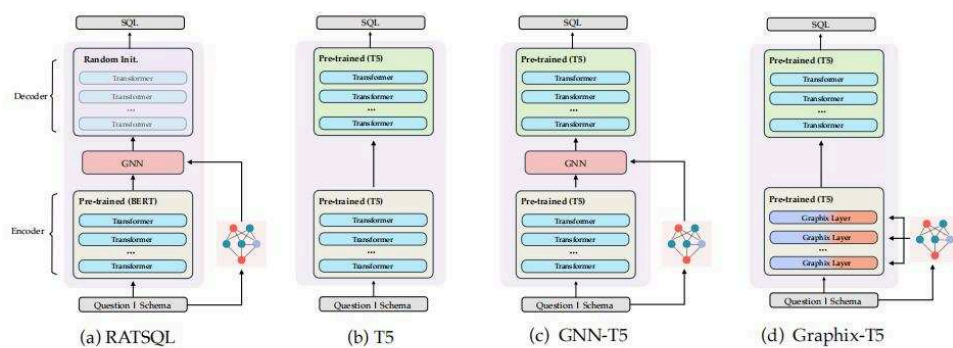 SQL
Random Init.
Transformer
Transformer
...
Transformer
Decoder
GNN
Pre-trained (BERT)
Transformer
Transformer
...
Transformer
Encoder
Question | Schema
(a) RATSQL
SQL
Pre-trained (T5)
Transformer
Transformer
...
Transformer
Pre-trained (T5)
Transformer
Transformer
...
Transformer
Question | Schema
(b) T5
SQL
Pre-trained (T5)
Transformer
Transformer
...
Transformer
GNN
Pre-trained (T5)
Transformer
Transformer
...
Transformer
Question | Schema
(c) GNN-T5
SQL
Pre-trained (T5)
Transformer
Transformer
...
Transformer
Pre-trained (T5)
Graphix Layer
Graphix Layer
...
Graphix Layer
Question | Schema
(d) Graphix-T5